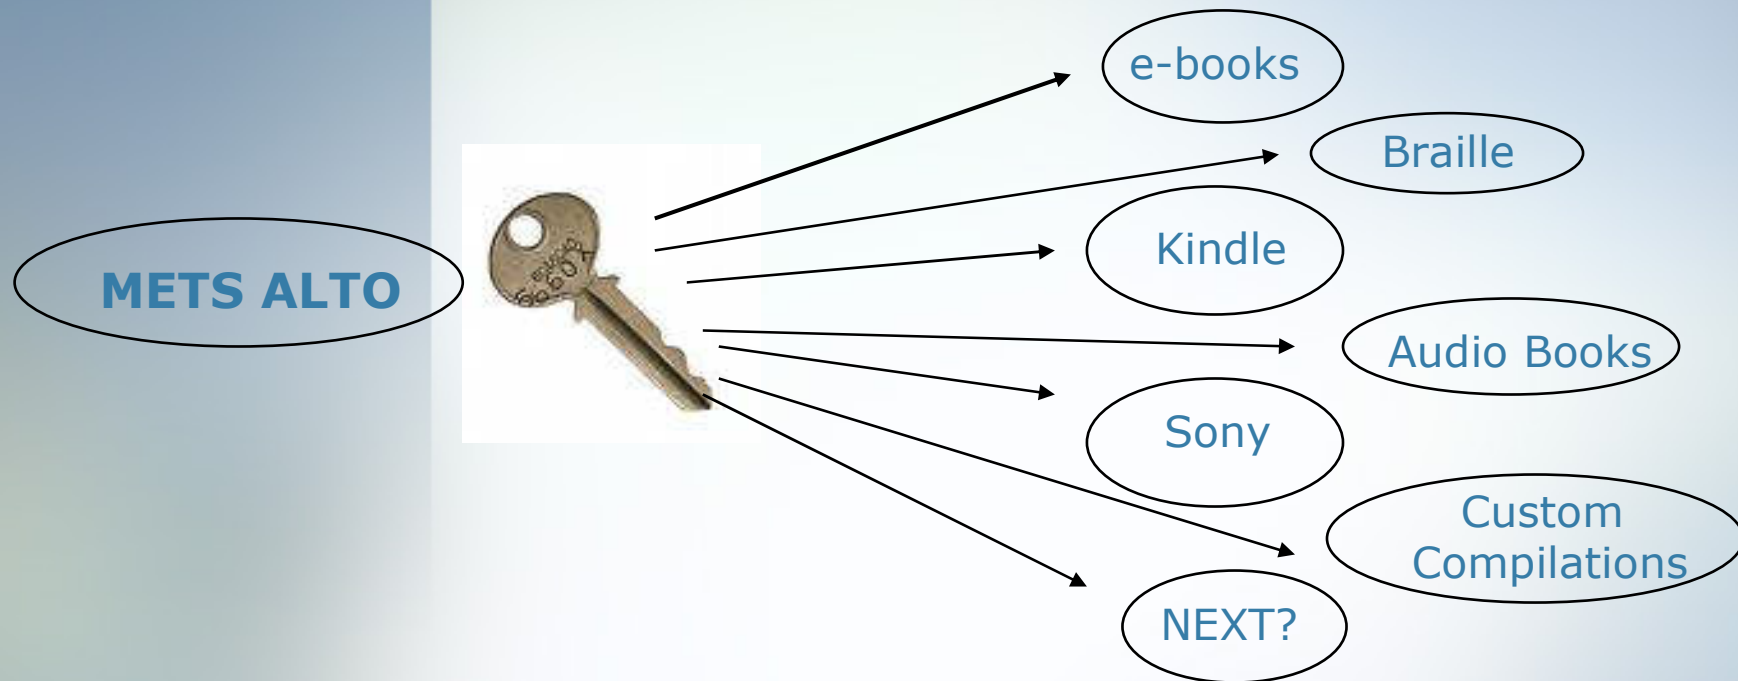 METS ALTO
e-books
Braille
Kindle
Audio Books
Sony
Custom
Compilations
NEXT?